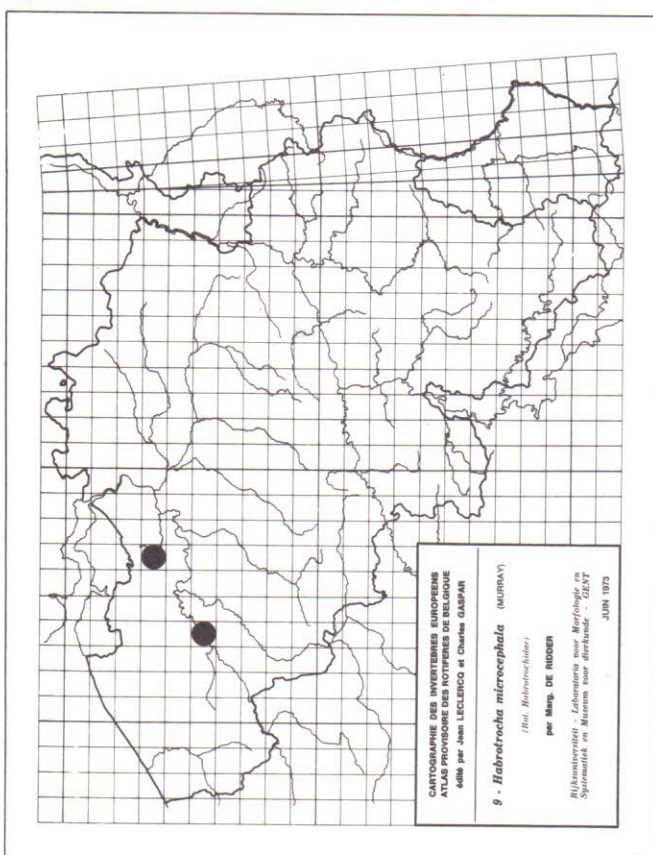 CARTOGRAPHIE DES INVERTEBRES EUROPEENS
ATLAS PROVISOIRE DES ROTIFERES DE BELGIQUE
édité par Jean LECLERCQ et Charles GASPAR
9 - Habrotrocha microcephala (MURRAY)
(Rot. Habrotrochidae)
par Marg. DE RIDDER
Rijksuniversiteit - Laboratoria voor Morfologie en
Systematiek en Museum voor dierkunde - GENT
JUIN 1973